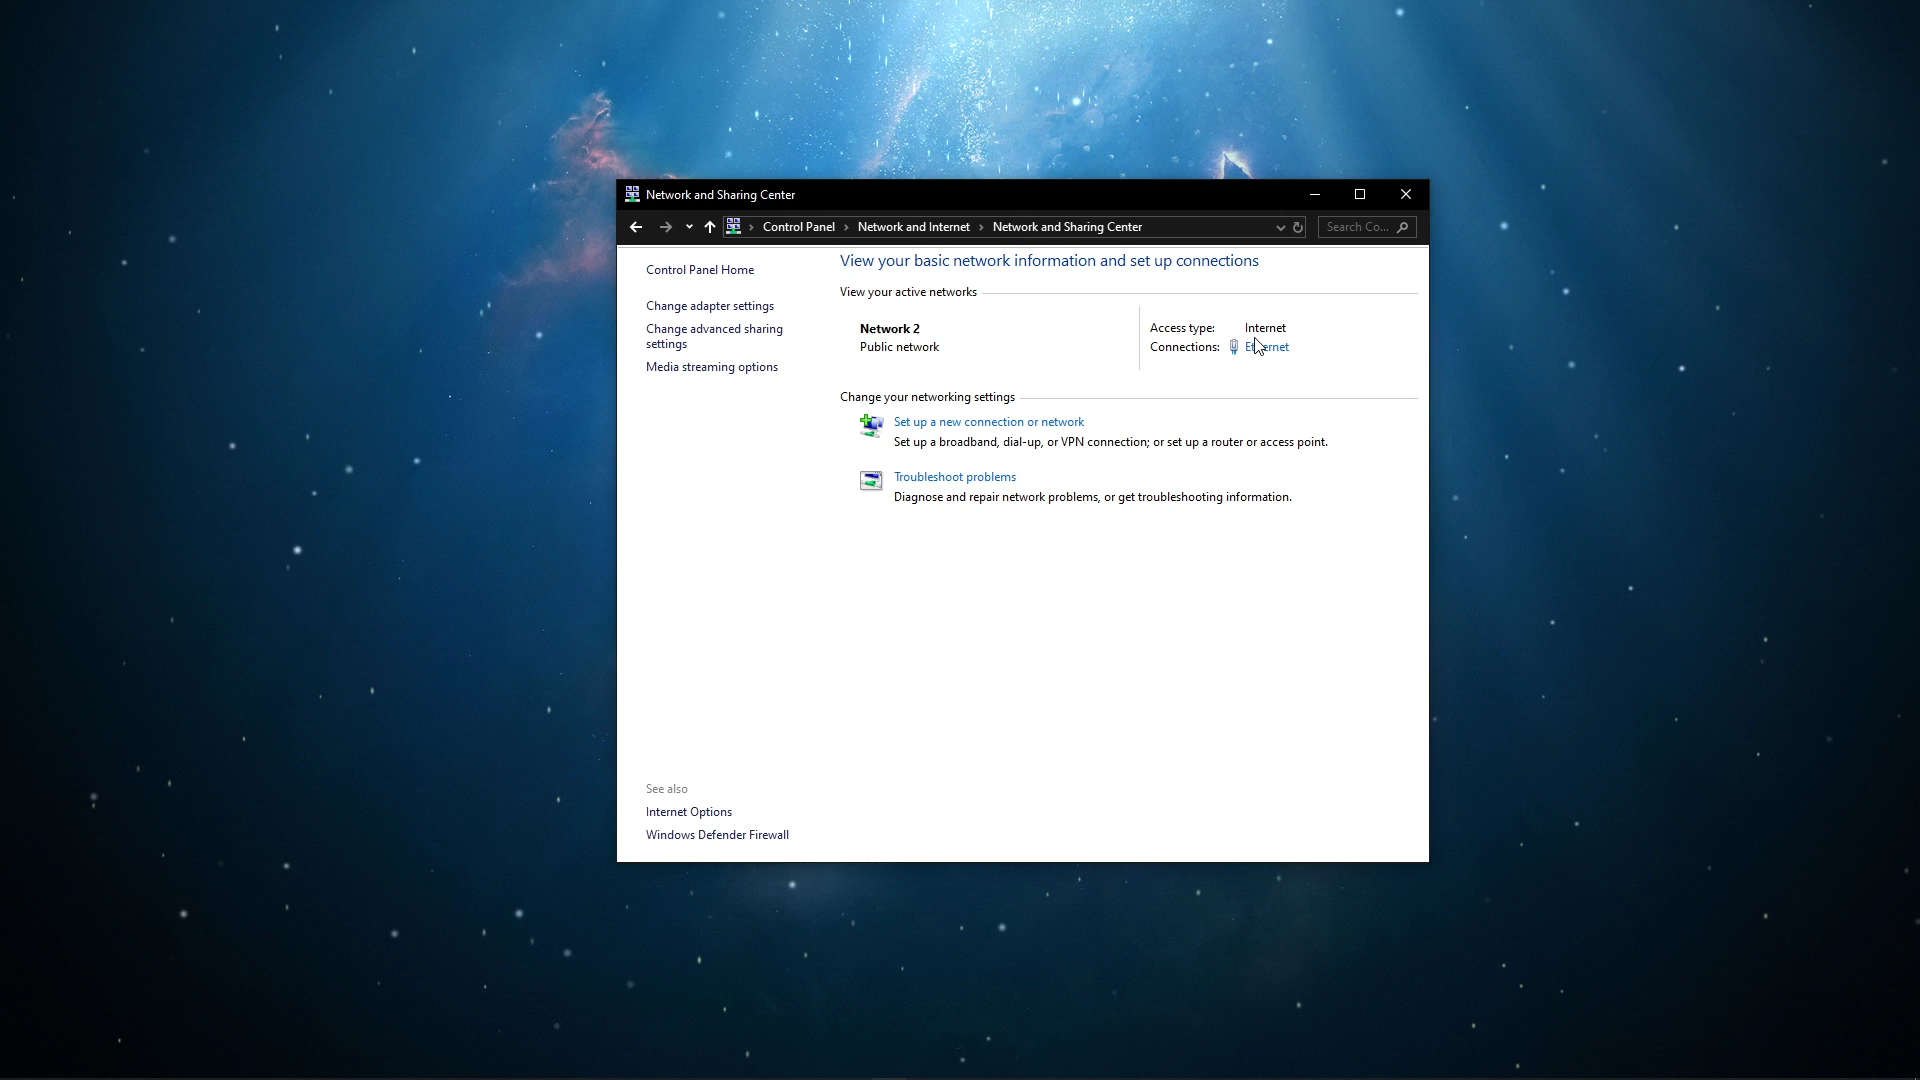 Network and Sharing Center
Control Panel
Network and Internet
Network and Sharing Center
Search Co...
Control Panel Home
Change adapter settings
Change advanced sharing
settings
Media streaming options
View your basic network information and set up connections
View your active networks
Network 2
Public network
Access type: Internet
Connections: Ethernet
Change your networking settings
Set up a new connection or network
Set up a broadband, dial-up, or VPN connection; or set up a router or access point.
Troubleshoot problems
Diagnose and repair network problems, or get troubleshooting information.
See also
Internet Options
Windows Defender Firewall